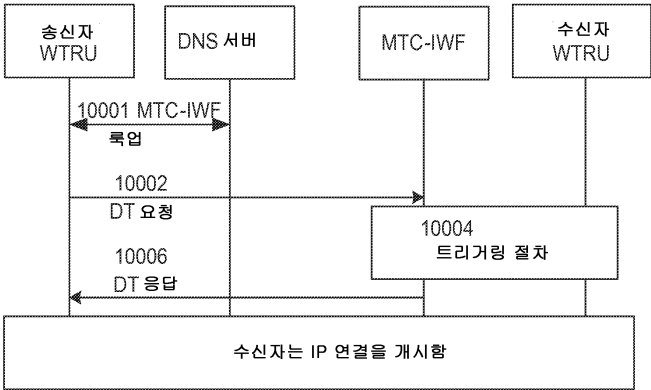 송신자
WTRU
DNS 서버
MTC-IWF
수신자
WTRU
10001 MTC-IWF
룩업
10002
DT 요청
10004
트리거링 절차
10006
DT 응답
수신자는 IP 연결을 개시함